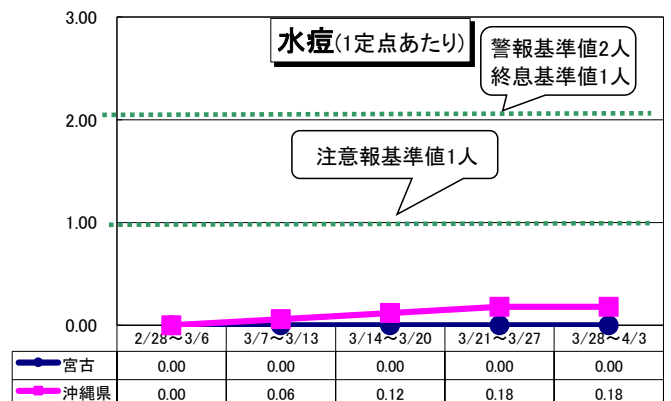 3.00
水痘(1定点あたり)
警報基準値2人
終息基準値1人
2.00
注意報基準値1人
1.00
0.00
2/28～3/6 3/7～3/13 3/14～3/20 3/21～3/27 3/28～4/3
宮古 0.00 0.00 0.00 0.00 0.00
沖縄県 0.00 0.06 0.12 0.18 0.18